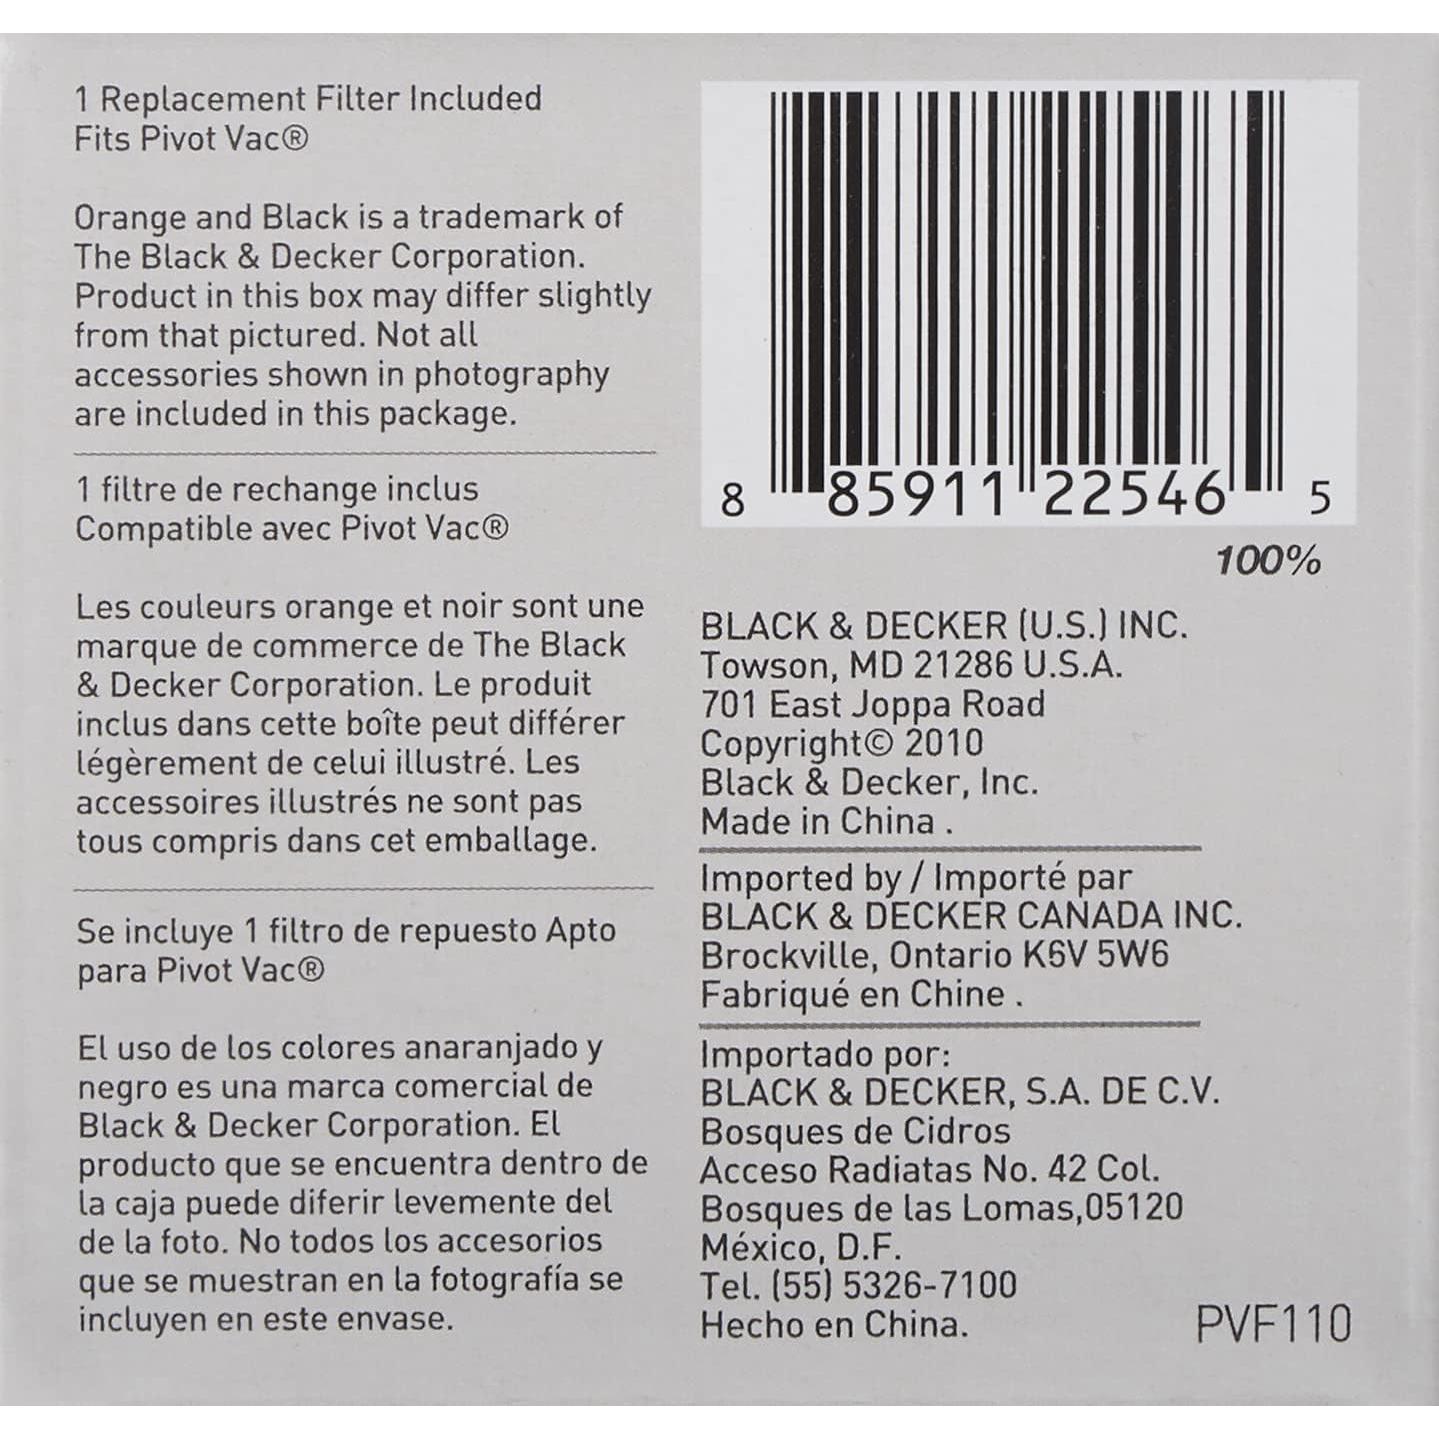 1 Replacement Filter Included
Fits Pivot Vac®
Orange and Black is a trademark of
The Black & Decker Corporation.
Product in this box may differ slightly
from that pictured. Not all
accessories shown in photography
are included in this package.
1 filtre de rechange inclus
Compatible avec Pivot Vac®
Les couleurs orange et noir sont une
marque de commerce de The Black
& Decker Corporation. Le produit
inclus dans cette boîte peut différer
légèrement de celui illustré. Les
accessoires illustrés ne sont pas
tous compris dans cet emballage.
Se incluye 1 filtro de repuesto Apto
para Pivot Vac®
El uso de los colores anaranjado y
negro es una marca comercial de
Black & Decker Corporation. El
producto que se encuentra dentro de
la caja puede diferir levemente del
de la foto. No todos los accesorios
que se muestran en la fotografía se
incluyen en este envase.
8 85911 22546 5
100%
BLACK & DECKER (U.S.) INC.
Towson, MD 21286 U.S.A.
701 East Joppa Road
Copyright© 2010
Black & Decker, Inc.
Made in China .
Imported by / Importé par
BLACK & DECKER CANADA INC.
Brockville, Ontario K6V 5W6
Fabriqué en Chine .
Importado por:
BLACK & DECKER, S.A. DE C.V.
Bosques de Cidros
Acceso Radiatas No. 42 Col.
Bosques de las Lomas,05120
México, D.F.
Tel. (55) 5326-7100
Hecho en China.
PVF110